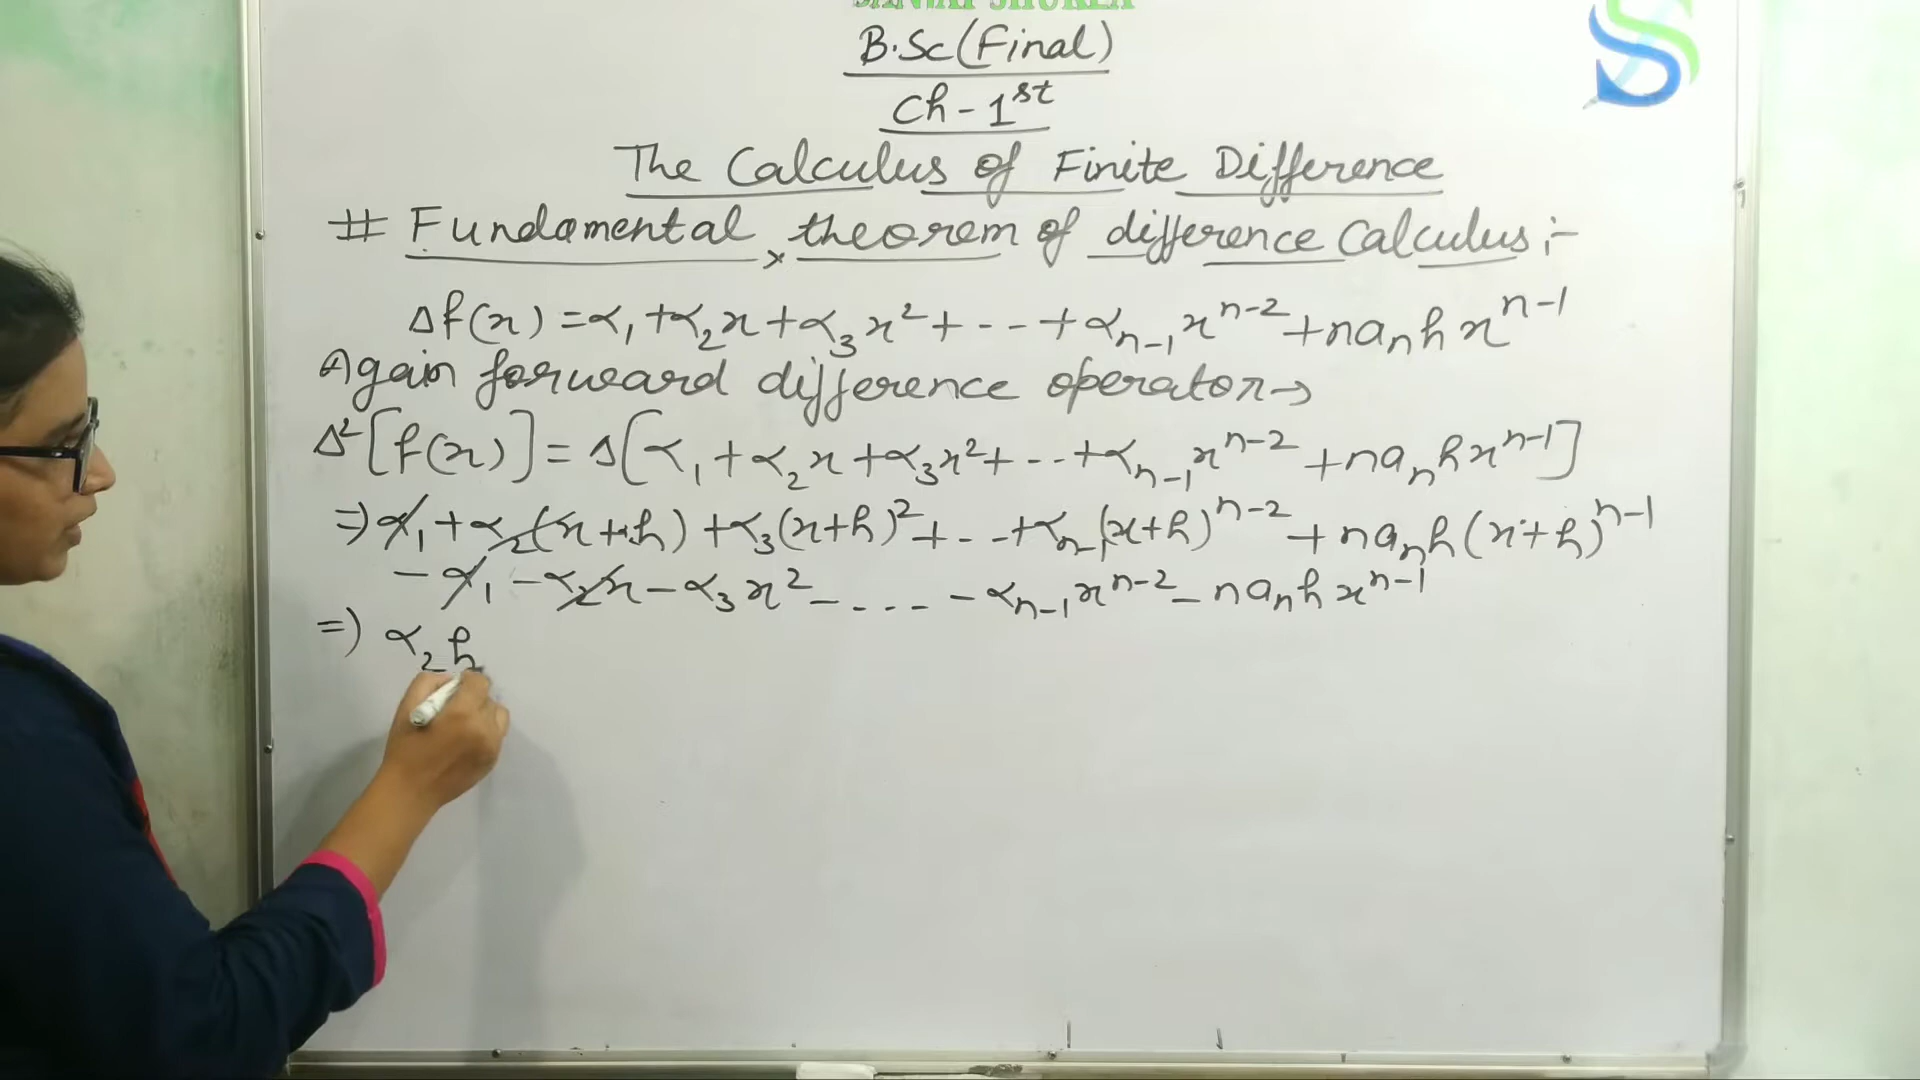 B.Sc(Final)
Ch-1st
The Calculus of Finite Difference
# Fundamental theorem of difference Calculus:-
Δf(x) = α₁+α₂x+α₃x²+---+αₙ₋₁xⁿ⁻²+naₙhxⁿ⁻¹
Again forward difference operator→
Δ²[f(x)] = Δ[α₁+α₂x+α₃x²+--+αₙ₋₁xⁿ⁻²+naₙhxⁿ⁻¹]
⇒ α₁+α₂(x+h)+α₃(x+h)²+--+αₙ₋₁(x+h)ⁿ⁻²+naₙh(x+h)ⁿ⁻¹
-α₁-α₂x-α₃x²-....-αₙ₋₁xⁿ⁻²-naₙhxⁿ⁻¹
⇒ α₂h